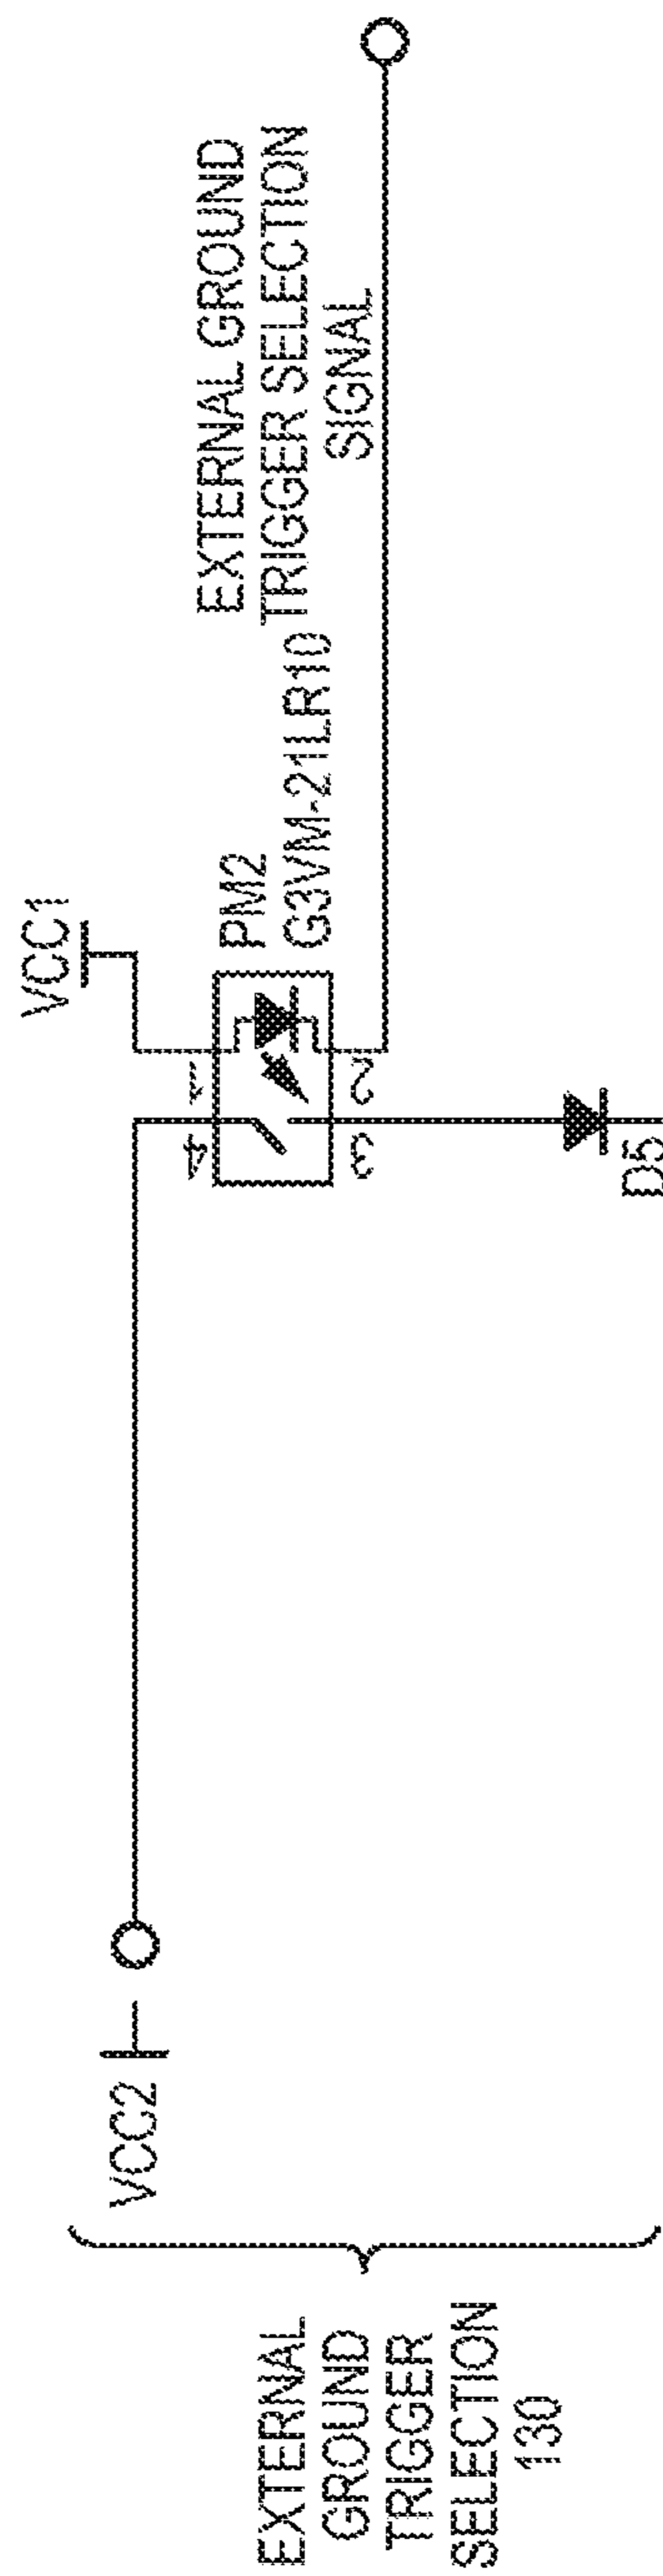 EXTERNAL
GROUND
TRIGGER
SELECTION
130
VCC2
VCC1
4
1
3
2
PM2
G3VM-21LR10
EXTERNAL GROUND
TRIGGER SELECTION
SIGNAL
D5